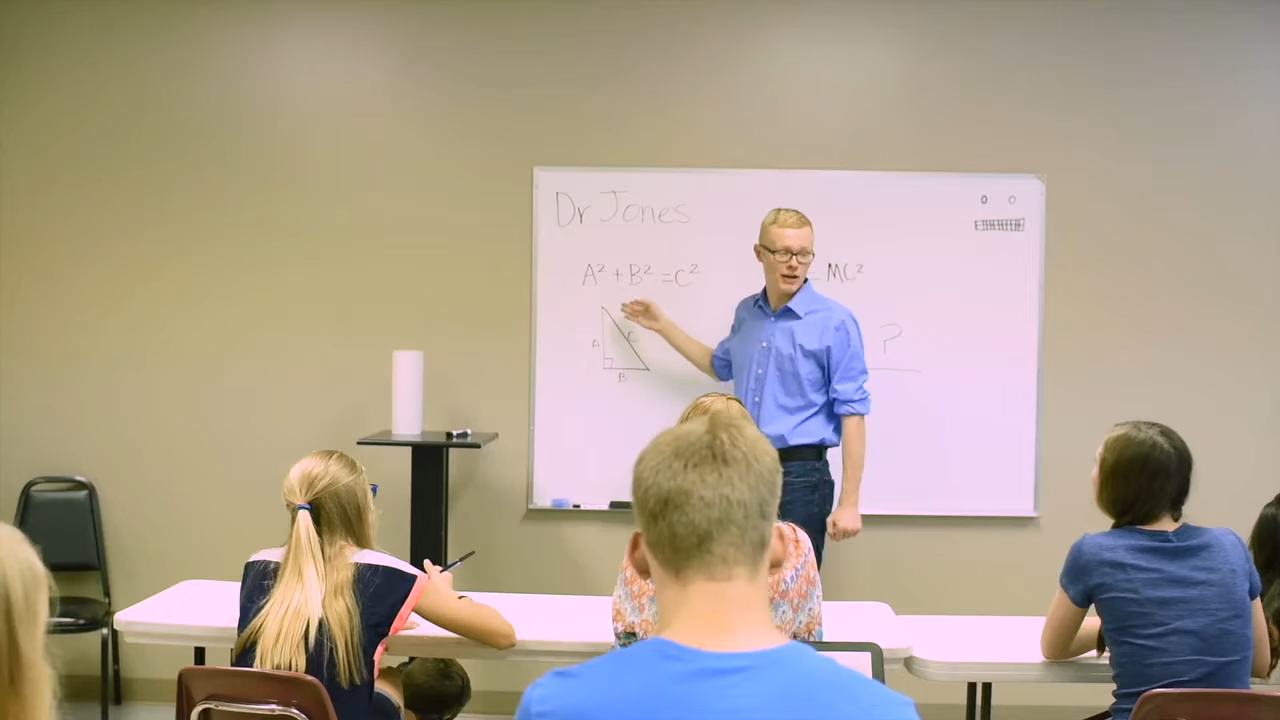 Dr Jones
A² + B² = C²
= MC²
A
C
B
?